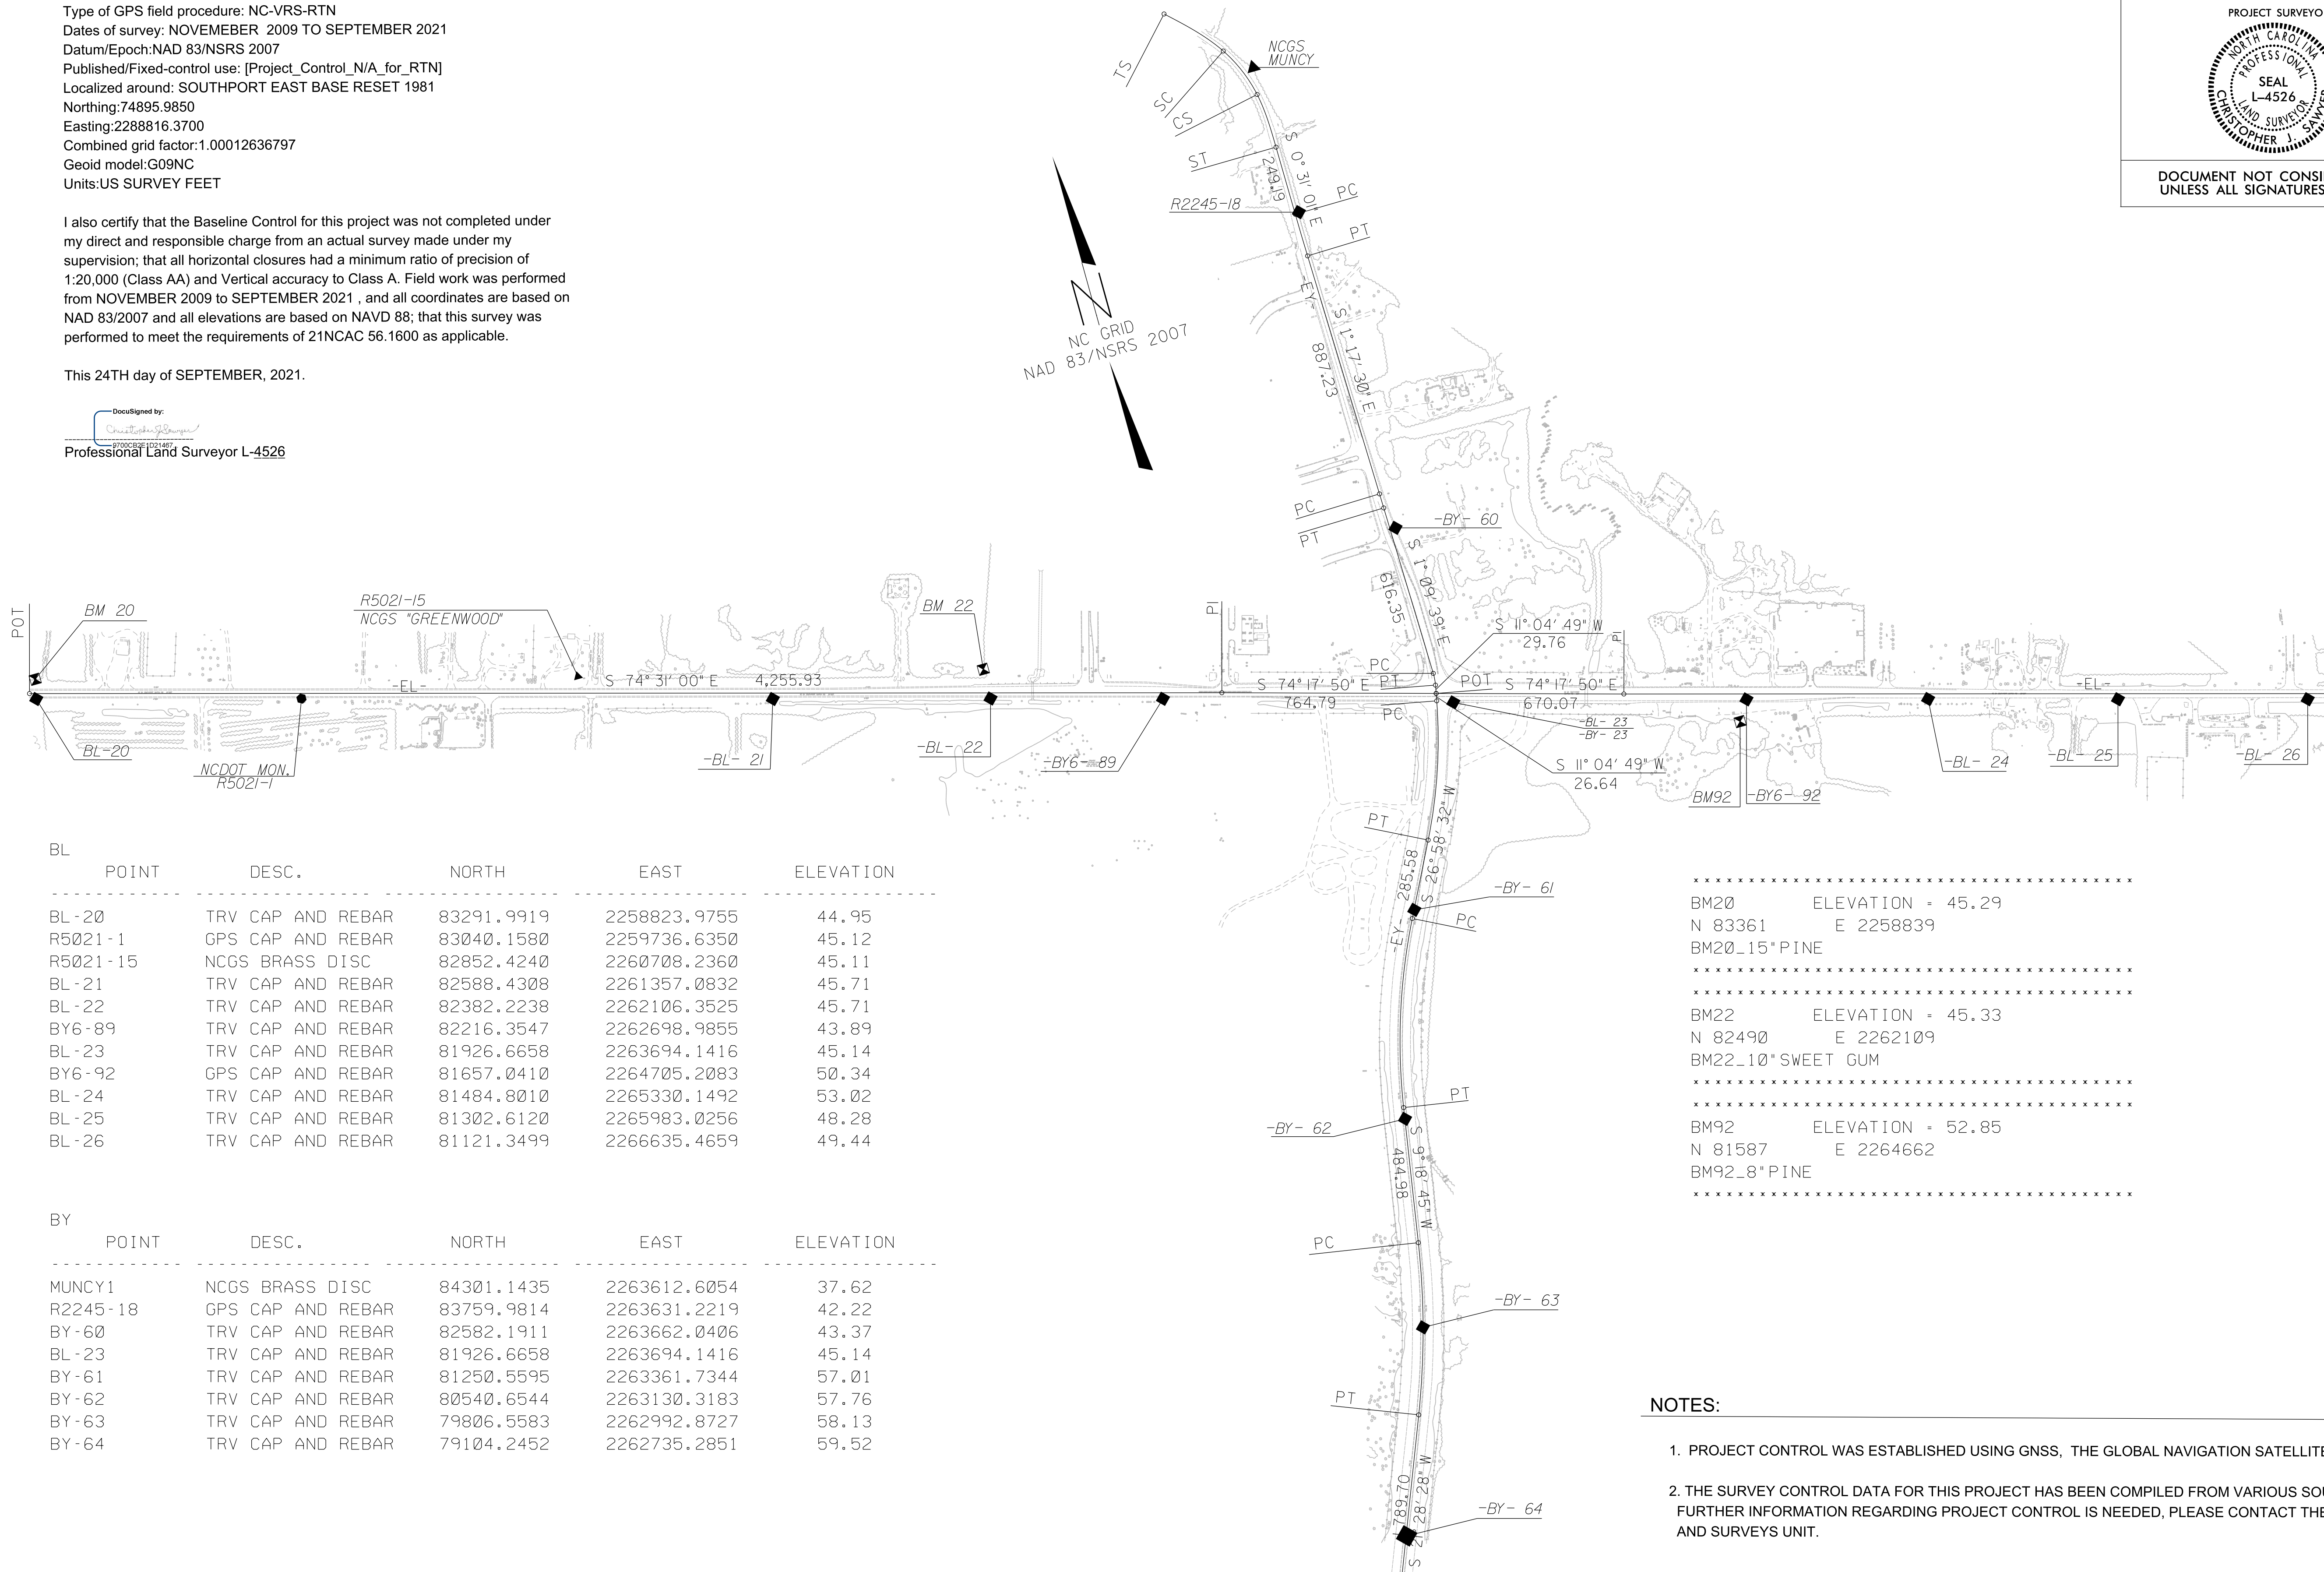 Type of GPS field procedure: NC-VRS-RTN
Dates of survey: NOVEMEBER 2009 TO SEPTEMBER 2021
Datum/Epoch:NAD 83/NSRS 2007
Published/Fixed-control use: [Project_Control_N/A_for_RTN]
Localized around: SOUTHPORT EAST BASE RESET 1981
Northing:74895.9850
Easting:2288816.3700
Combined grid factor:1.00012636797
Geoid model:G09NC
Units:US SURVEY FEET
I also certify that the Baseline Control for this project was not completed under
my direct and responsible charge from an actual survey made under my
supervision; that all horizontal closures had a minimum ratio of precision of
1:20,000 (Class AA) and Vertical accuracy to Class A. Field work was performed
from NOVEMBER 2009 to SEPTEMBER 2021 , and all coordinates are based on
NAD 83/2007 and all elevations are based on NAVD 88; that this survey was
performed to meet the requirements of 21NCAC 56.1600 as applicable.
This 24TH day of SEPTEMBER, 2021.
DocuSigned by:
Christopher J Sawyer
9700CB2E1D21467
Professional Land Surveyor L-4526
PROJECT SURVEYO
NORTH CAROLINA
PROFESSIONAL
SEAL
L-4526
LAND SURVEYOR
CHRISTOPHER J. SAWYER
DOCUMENT NOT CONSI
UNLESS ALL SIGNATURES
NC GRID
NAD 83/NSRS 2007
TS
SC
CS
ST
NCGS
MUNCY
S 0° 31' 01" E
249.19
R2245-18
PC
PT
-EY-
S 1° 17' 30" E
887.23
PC
PT
-BY- 60
S 1° 09' 39" E
616.35
POT
BM 20
R5021-15
NCGS "GREENWOOD"
BM 22
PI
S 11° 04' 49" W
29.76
PI
-EL-
S 74° 31' 00" E 4,255.93
PC
PT
POT
S 74° 17' 50" E
764.79
S 74° 17' 50" E
670.07
-EL-
PC
-BL- 23
-BY- 23
BL-20
NCDOT MON.
R5021-1
-BL- 21
-BL- 22
-BY6- 89
S 11° 04' 49" W
26.64
BM92
-BY6- 92
-BL- 24
-BL- 25
-BL- 26
PT
S 26° 58' 32" W
285.58
-BY- 61
-EY-
PC
PT
-BY- 62
S 9° 18' 45" W
484.98
PC
-BY- 63
PT
789.70
S 21° 28' 28" W
-BY- 64
BL
POINT DESC. NORTH EAST ELEVATION
BL-20 TRV CAP AND REBAR 83291.9919 2258823.9755 44.95
R5021-1 GPS CAP AND REBAR 83040.1580 2259736.6350 45.12
R5021-15 NCGS BRASS DISC 82852.4240 2260708.2360 45.11
BL-21 TRV CAP AND REBAR 82588.4308 2261357.0832 45.71
BL-22 TRV CAP AND REBAR 82382.2238 2262106.3525 45.71
BY6-89 TRV CAP AND REBAR 82216.3547 2262698.9855 43.89
BL-23 TRV CAP AND REBAR 81926.6658 2263694.1416 45.14
BY6-92 GPS CAP AND REBAR 81657.0410 2264705.2083 50.34
BL-24 TRV CAP AND REBAR 81484.8010 2265330.1492 53.02
BL-25 TRV CAP AND REBAR 81302.6120 2265983.0256 48.28
BL-26 TRV CAP AND REBAR 81121.3499 2266635.4659 49.44
BY
POINT DESC. NORTH EAST ELEVATION
MUNCY1 NCGS BRASS DISC 84301.1435 2263612.6054 37.62
R2245-18 GPS CAP AND REBAR 83759.9814 2263631.2219 42.22
BY-60 TRV CAP AND REBAR 82582.1911 2263662.0406 43.37
BL-23 TRV CAP AND REBAR 81926.6658 2263694.1416 45.14
BY-61 TRV CAP AND REBAR 81250.5595 2263361.7344 57.01
BY-62 TRV CAP AND REBAR 80540.6544 2263130.3183 57.76
BY-63 TRV CAP AND REBAR 79806.5583 2262992.8727 58.13
BY-64 TRV CAP AND REBAR 79104.2452 2262735.2851 59.52
BM20 ELEVATION = 45.29
N 83361 E 2258839
BM20_15"PINE
BM22 ELEVATION = 45.33
N 82490 E 2262109
BM22_10"SWEET GUM
BM92 ELEVATION = 52.85
N 81587 E 2264662
BM92_8"PINE
NOTES:
1. PROJECT CONTROL WAS ESTABLISHED USING GNSS, THE GLOBAL NAVIGATION SATELLITE
2. THE SURVEY CONTROL DATA FOR THIS PROJECT HAS BEEN COMPILED FROM VARIOUS SOU
FURTHER INFORMATION REGARDING PROJECT CONTROL IS NEEDED, PLEASE CONTACT THE
AND SURVEYS UNIT.